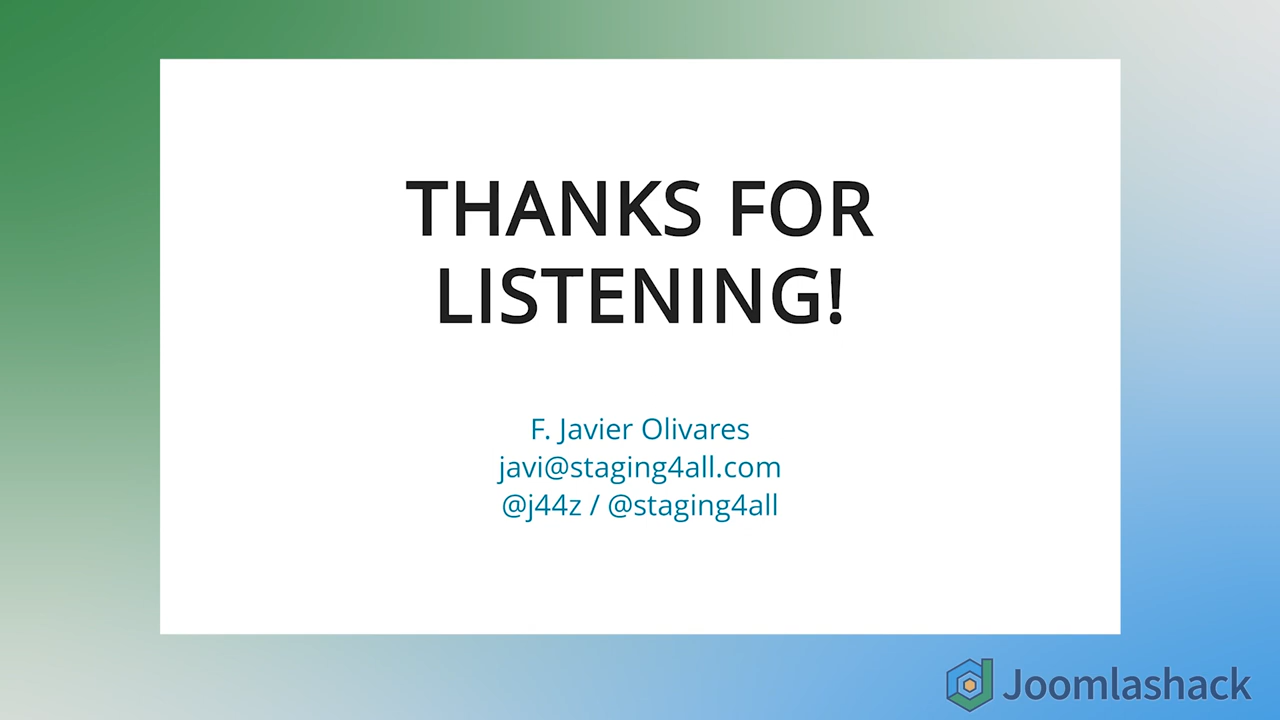 THANKS FOR
LISTENING!
F. Javier Olivares
javi@staging4all.com
@j44z / @staging4all
Joomlashack